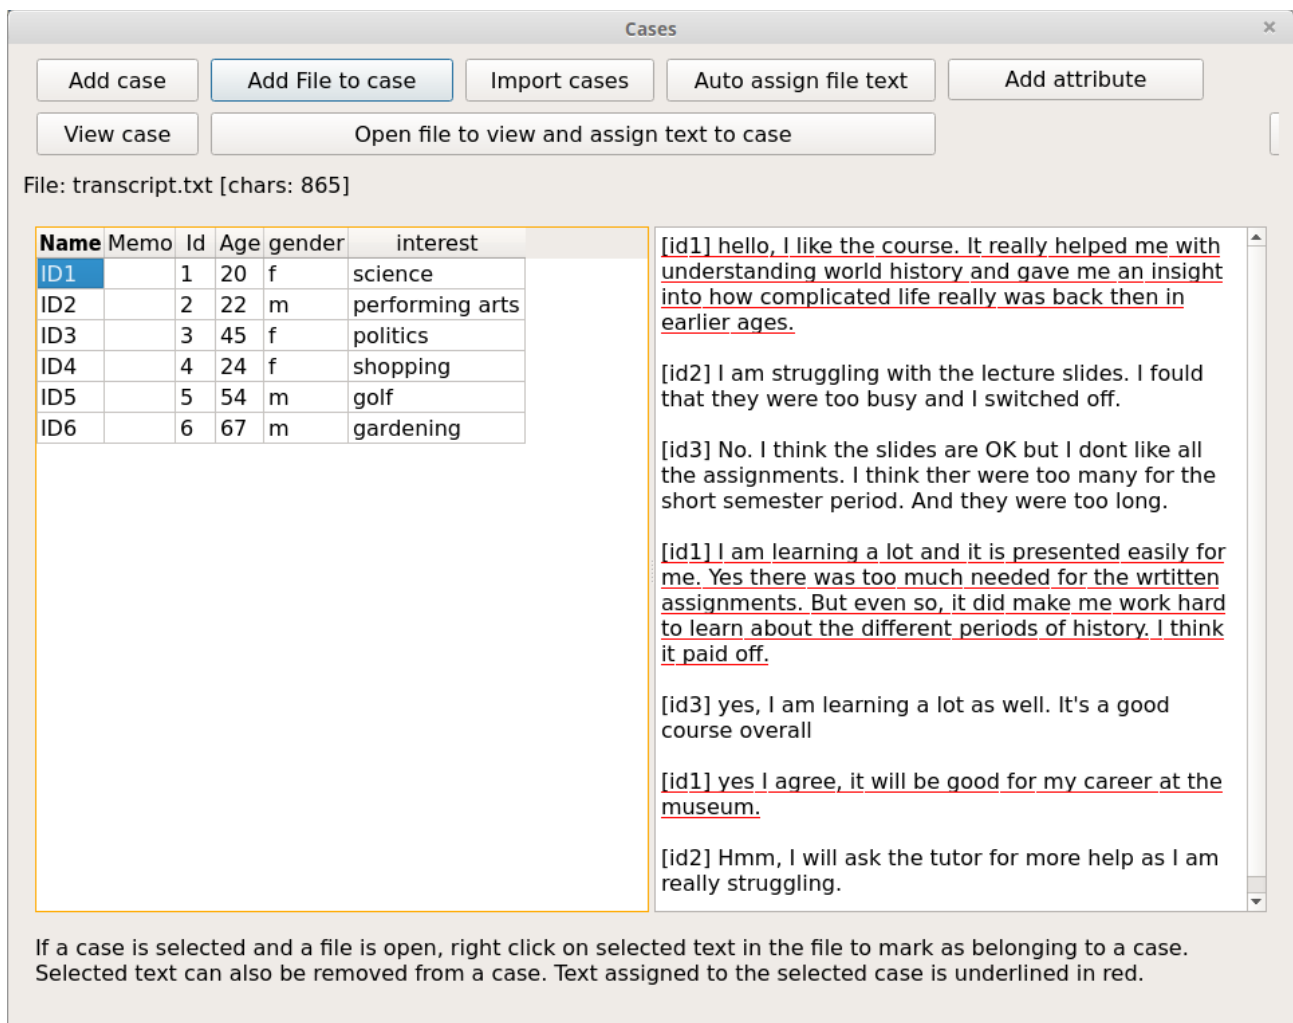 Cases
Add case Add File to case Import cases Auto assign file text Add attribute
View case Open file to view and assign text to case
File: transcript.txt [chars: 865]
Name Memo Id Age gender interest
ID1 1 20 f science
ID2 2 22 m performing arts
ID3 3 45 f politics
ID4 4 24 f shopping
ID5 5 54 m golf
ID6 6 67 m gardening
[id1] hello, I like the course. It really helped me with
understanding world history and gave me an insight
into how complicated life really was back then in
earlier ages.
[id2] I am struggling with the lecture slides. I fould
that they were too busy and I switched off.
[id3] No. I think the slides are OK but I dont like all
the assignments. I think ther were too many for the
short semester period. And they were too long.
[id1] I am learning a lot and it is presented easily for
me. Yes there was too much needed for the wrtitten
assignments. But even so, it did make me work hard
to learn about the different periods of history. I think
it paid off.
[id3] yes, I am learning a lot as well. It's a good
course overall
[id1] yes I agree, it will be good for my career at the
museum.
[id2] Hmm, I will ask the tutor for more help as I am
really struggling.
If a case is selected and a file is open, right click on selected text in the file to mark as belonging to a case.
Selected text can also be removed from a case. Text assigned to the selected case is underlined in red.